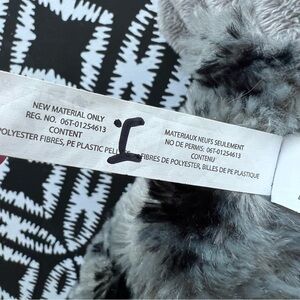 NEW MATERIAL ONLY
REG. NO. 06T-01254613
CONTENT
POLYESTER FIBRES, PE PLASTIC
I
MATERIAUX NEUFS SEULEMENT
NO DE PERMIS: 06T-01254613
CONTENU
FIBRES DE POLYESTER, BILLES DE PE PLASTIQUE